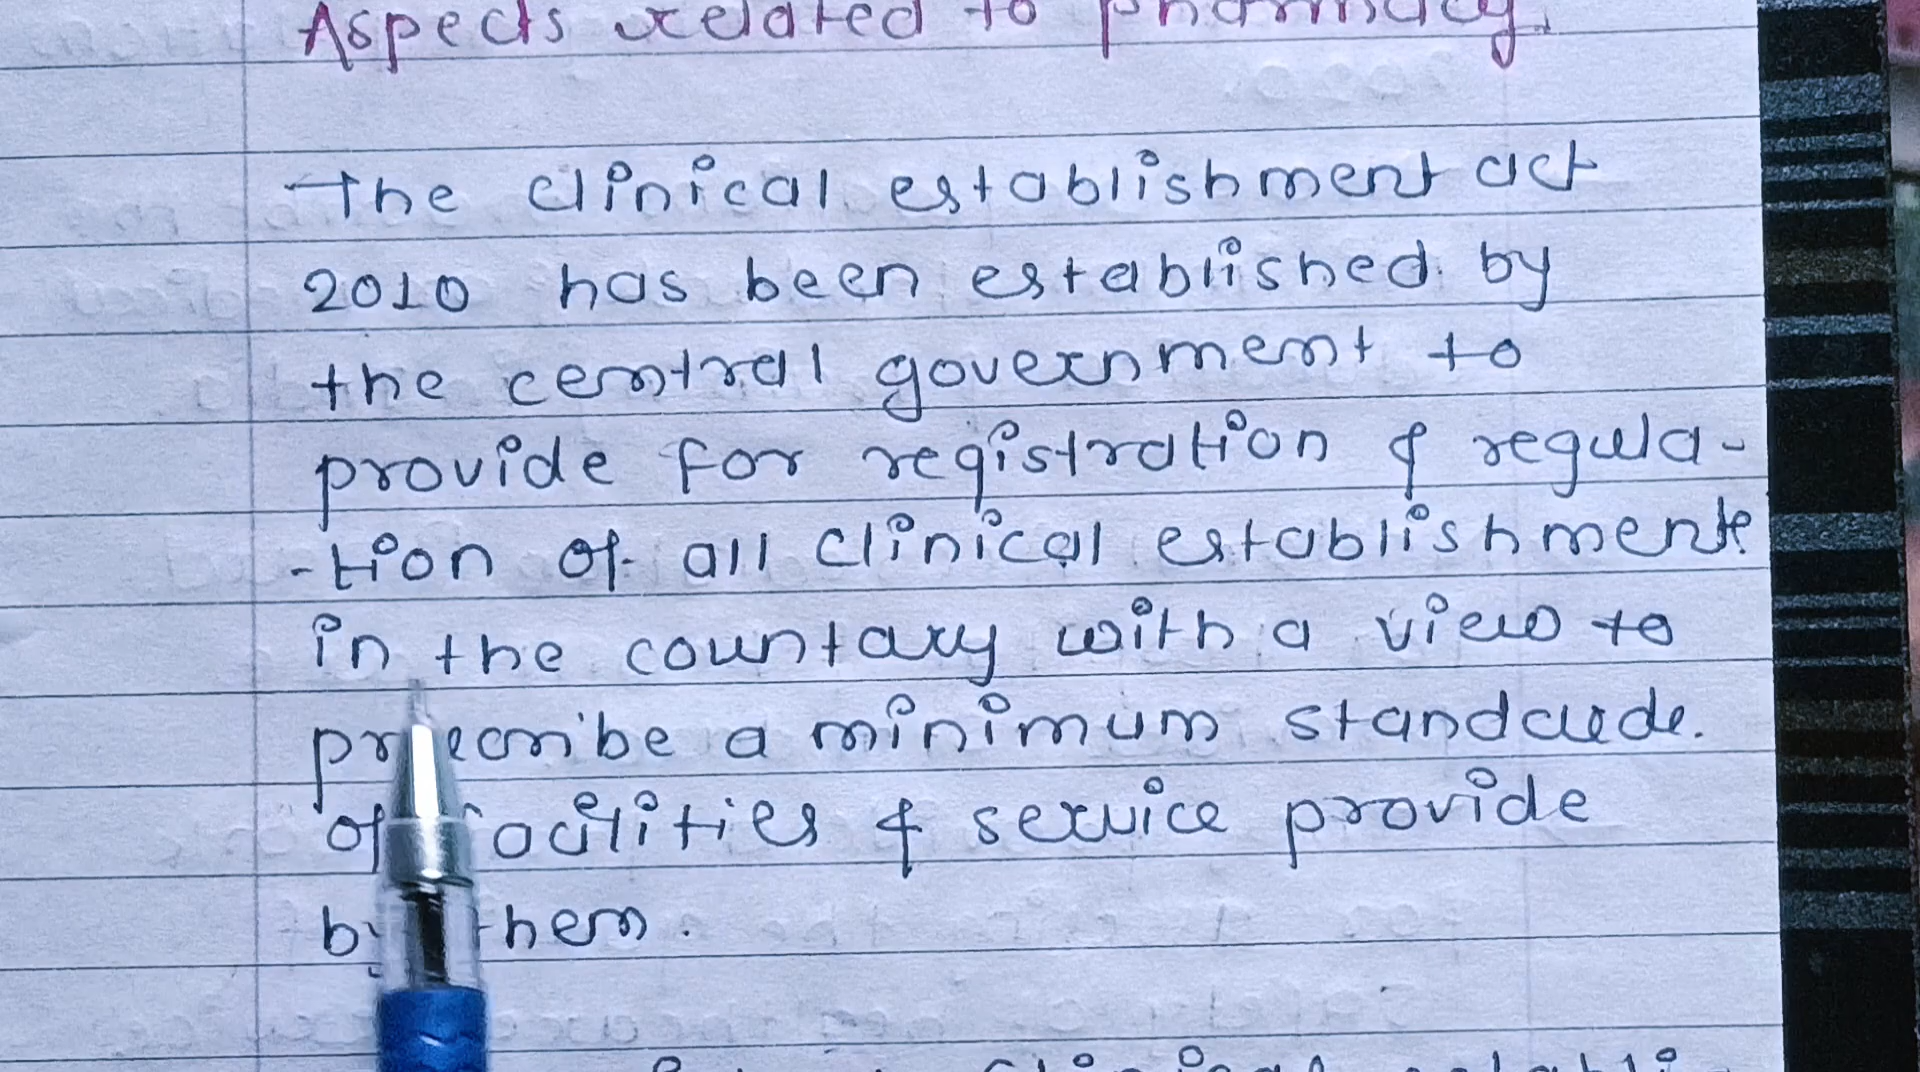 Aspects related to pharmacy.
The clinical establishment act
2010 has been established by
the central government to
provide for registration & regula-
-tion of all clinical establishments
in the countary with a view to
a minimum standards.
of facilities & service provide
by them.